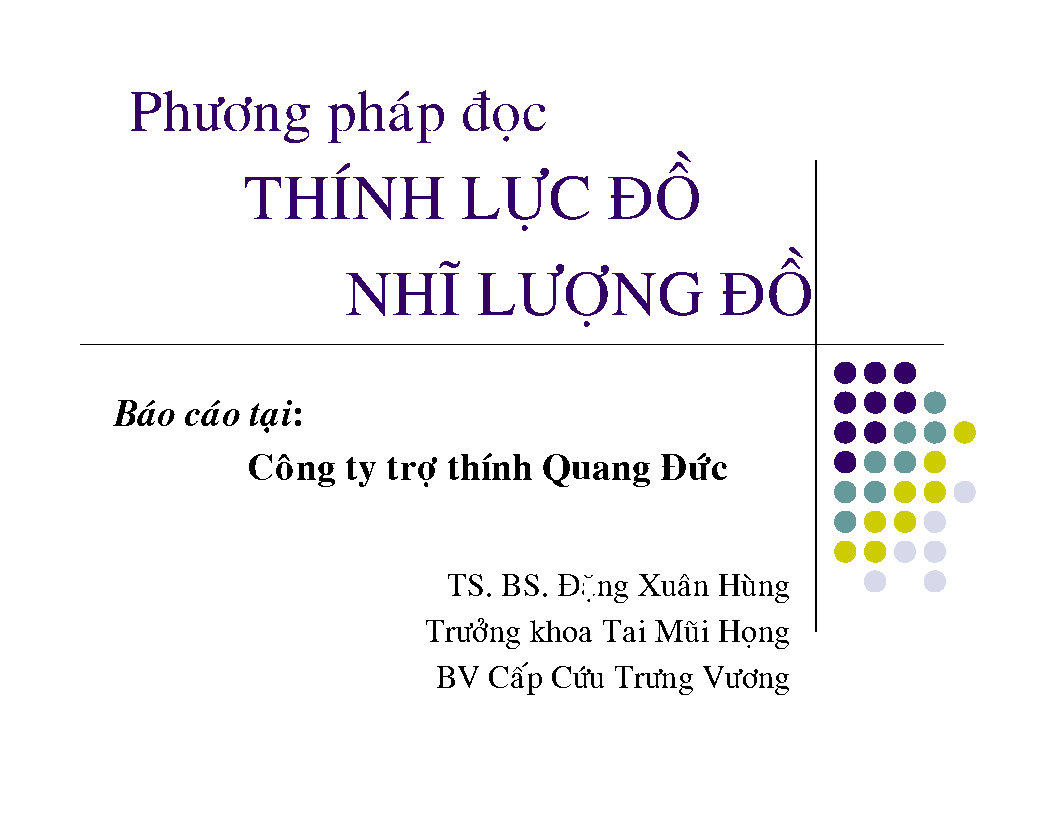 Phương pháp đọc
THÍNH LỰC ĐỒ
NHĨ LƯỢNG ĐỒ
Báo cáo tại:
Công ty trợ thính Quang Đức
TS. BS. Đặng Xuân Hùng
Trưởng khoa Tai Mũi Họng
BV Cấp Cứu Trưng Vương